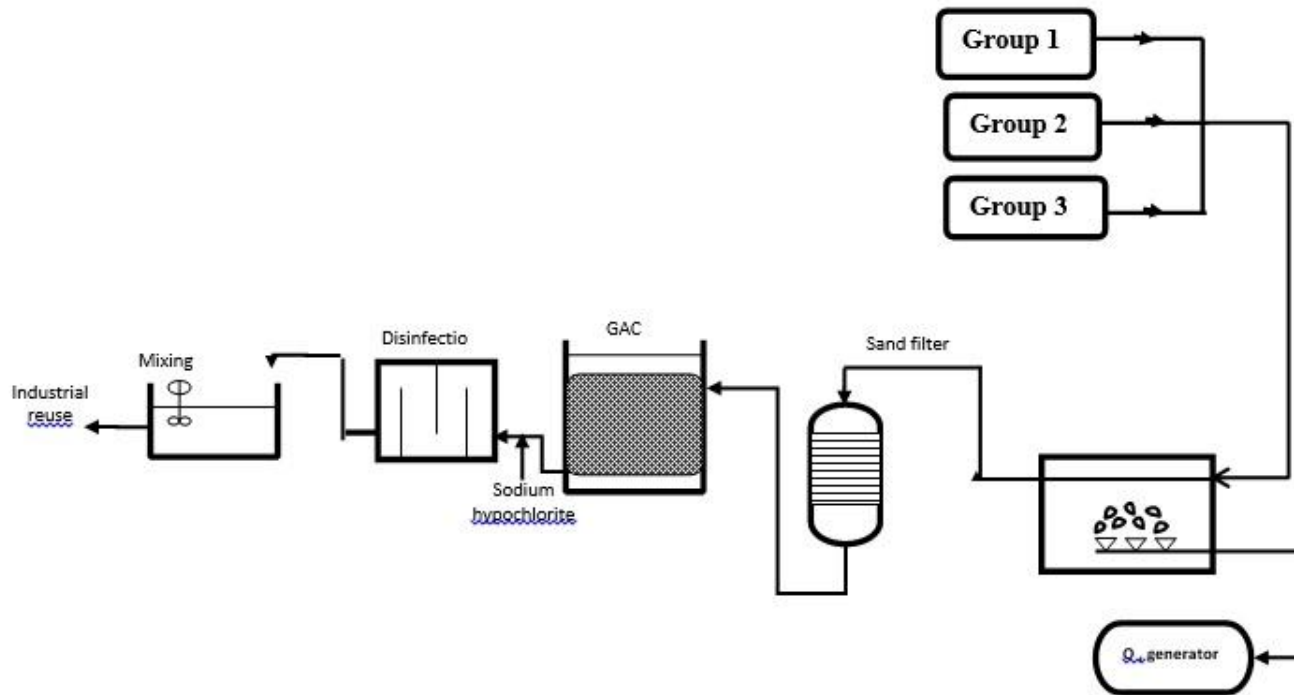 Group 1
Group 2
Group 3
GAC
Disinfectio
Sand filter
Mixing
Industrial
reuse
Sodium
hypochlorite
generator